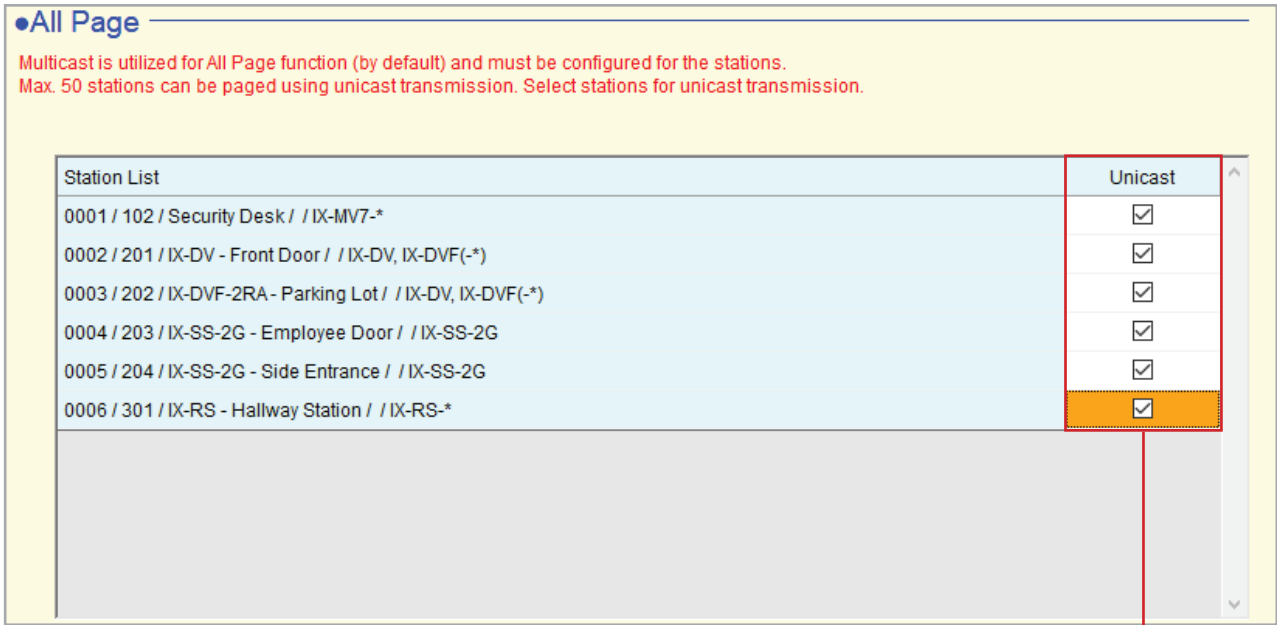 ●All Page
Multicast is utilized for All Page function (by default) and must be configured for the stations.
Max. 50 stations can be paged using unicast transmission. Select stations for unicast transmission.
Station List Unicast
0001 / 102 / Security Desk / / IX-MV7-*
0002 / 201 / IX-DV - Front Door / / IX-DV, IX-DVF(-*)
0003 / 202 / IX-DVF-2RA - Parking Lot / / IX-DV, IX-DVF(-*)
0004 / 203 / IX-SS-2G - Employee Door / / IX-SS-2G
0005 / 204 / IX-SS-2G - Side Entrance / / IX-SS-2G
0006 / 301 / IX-RS - Hallway Station / / IX-RS-*